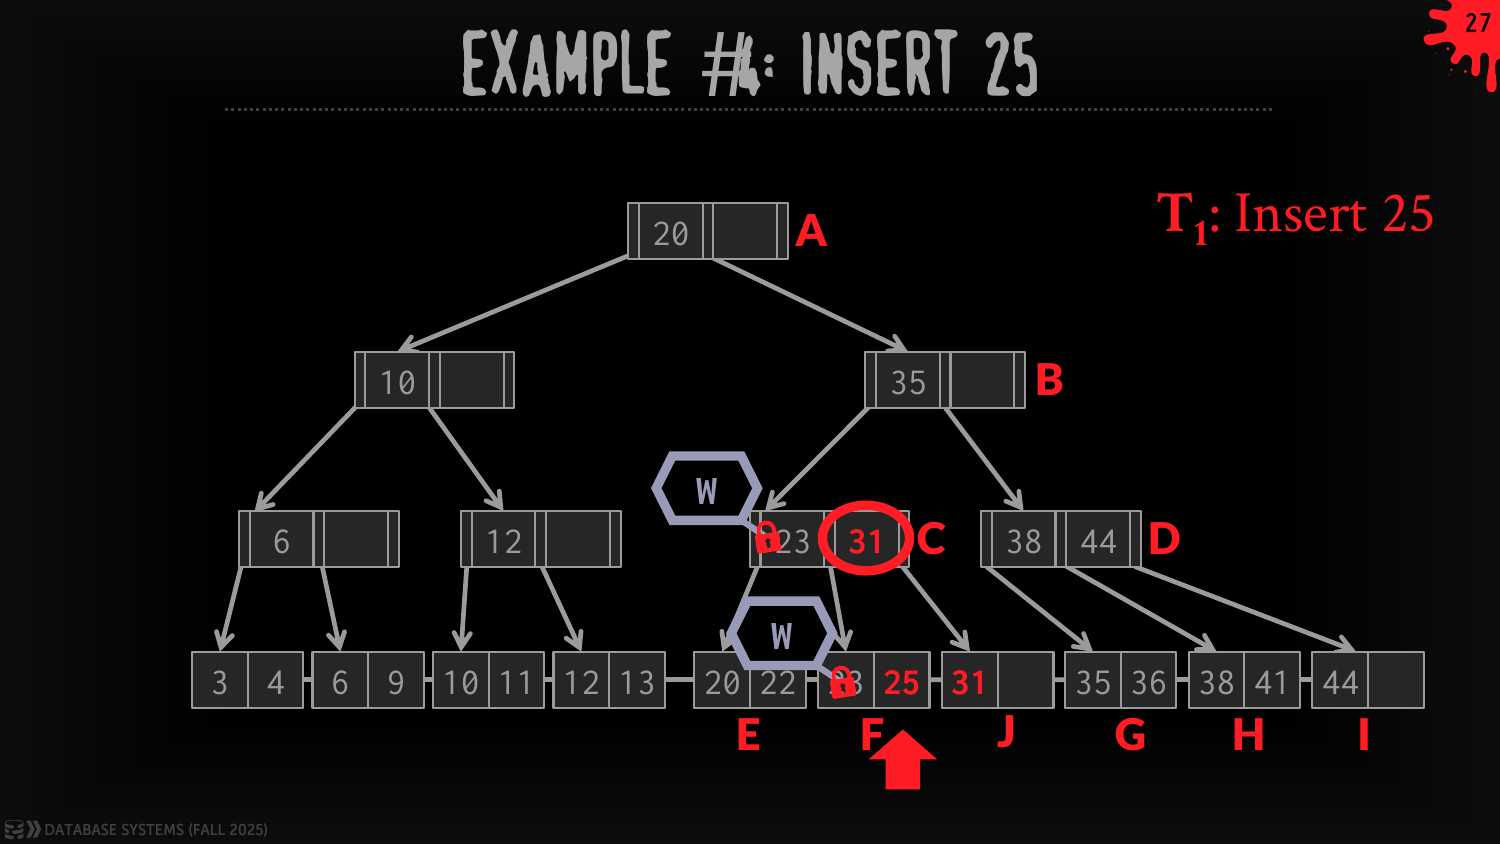 27
EXAMPLE #4: INSERT 25
T1: Insert 25
20 A
10
35 B
W
6
12
23 31 C
38 44 D
W
3 4 6 9 10 11 12 13 20 22 23 25 31 35 36 38 41 44
E F J G H I
DATABASE SYSTEMS (FALL 2025)